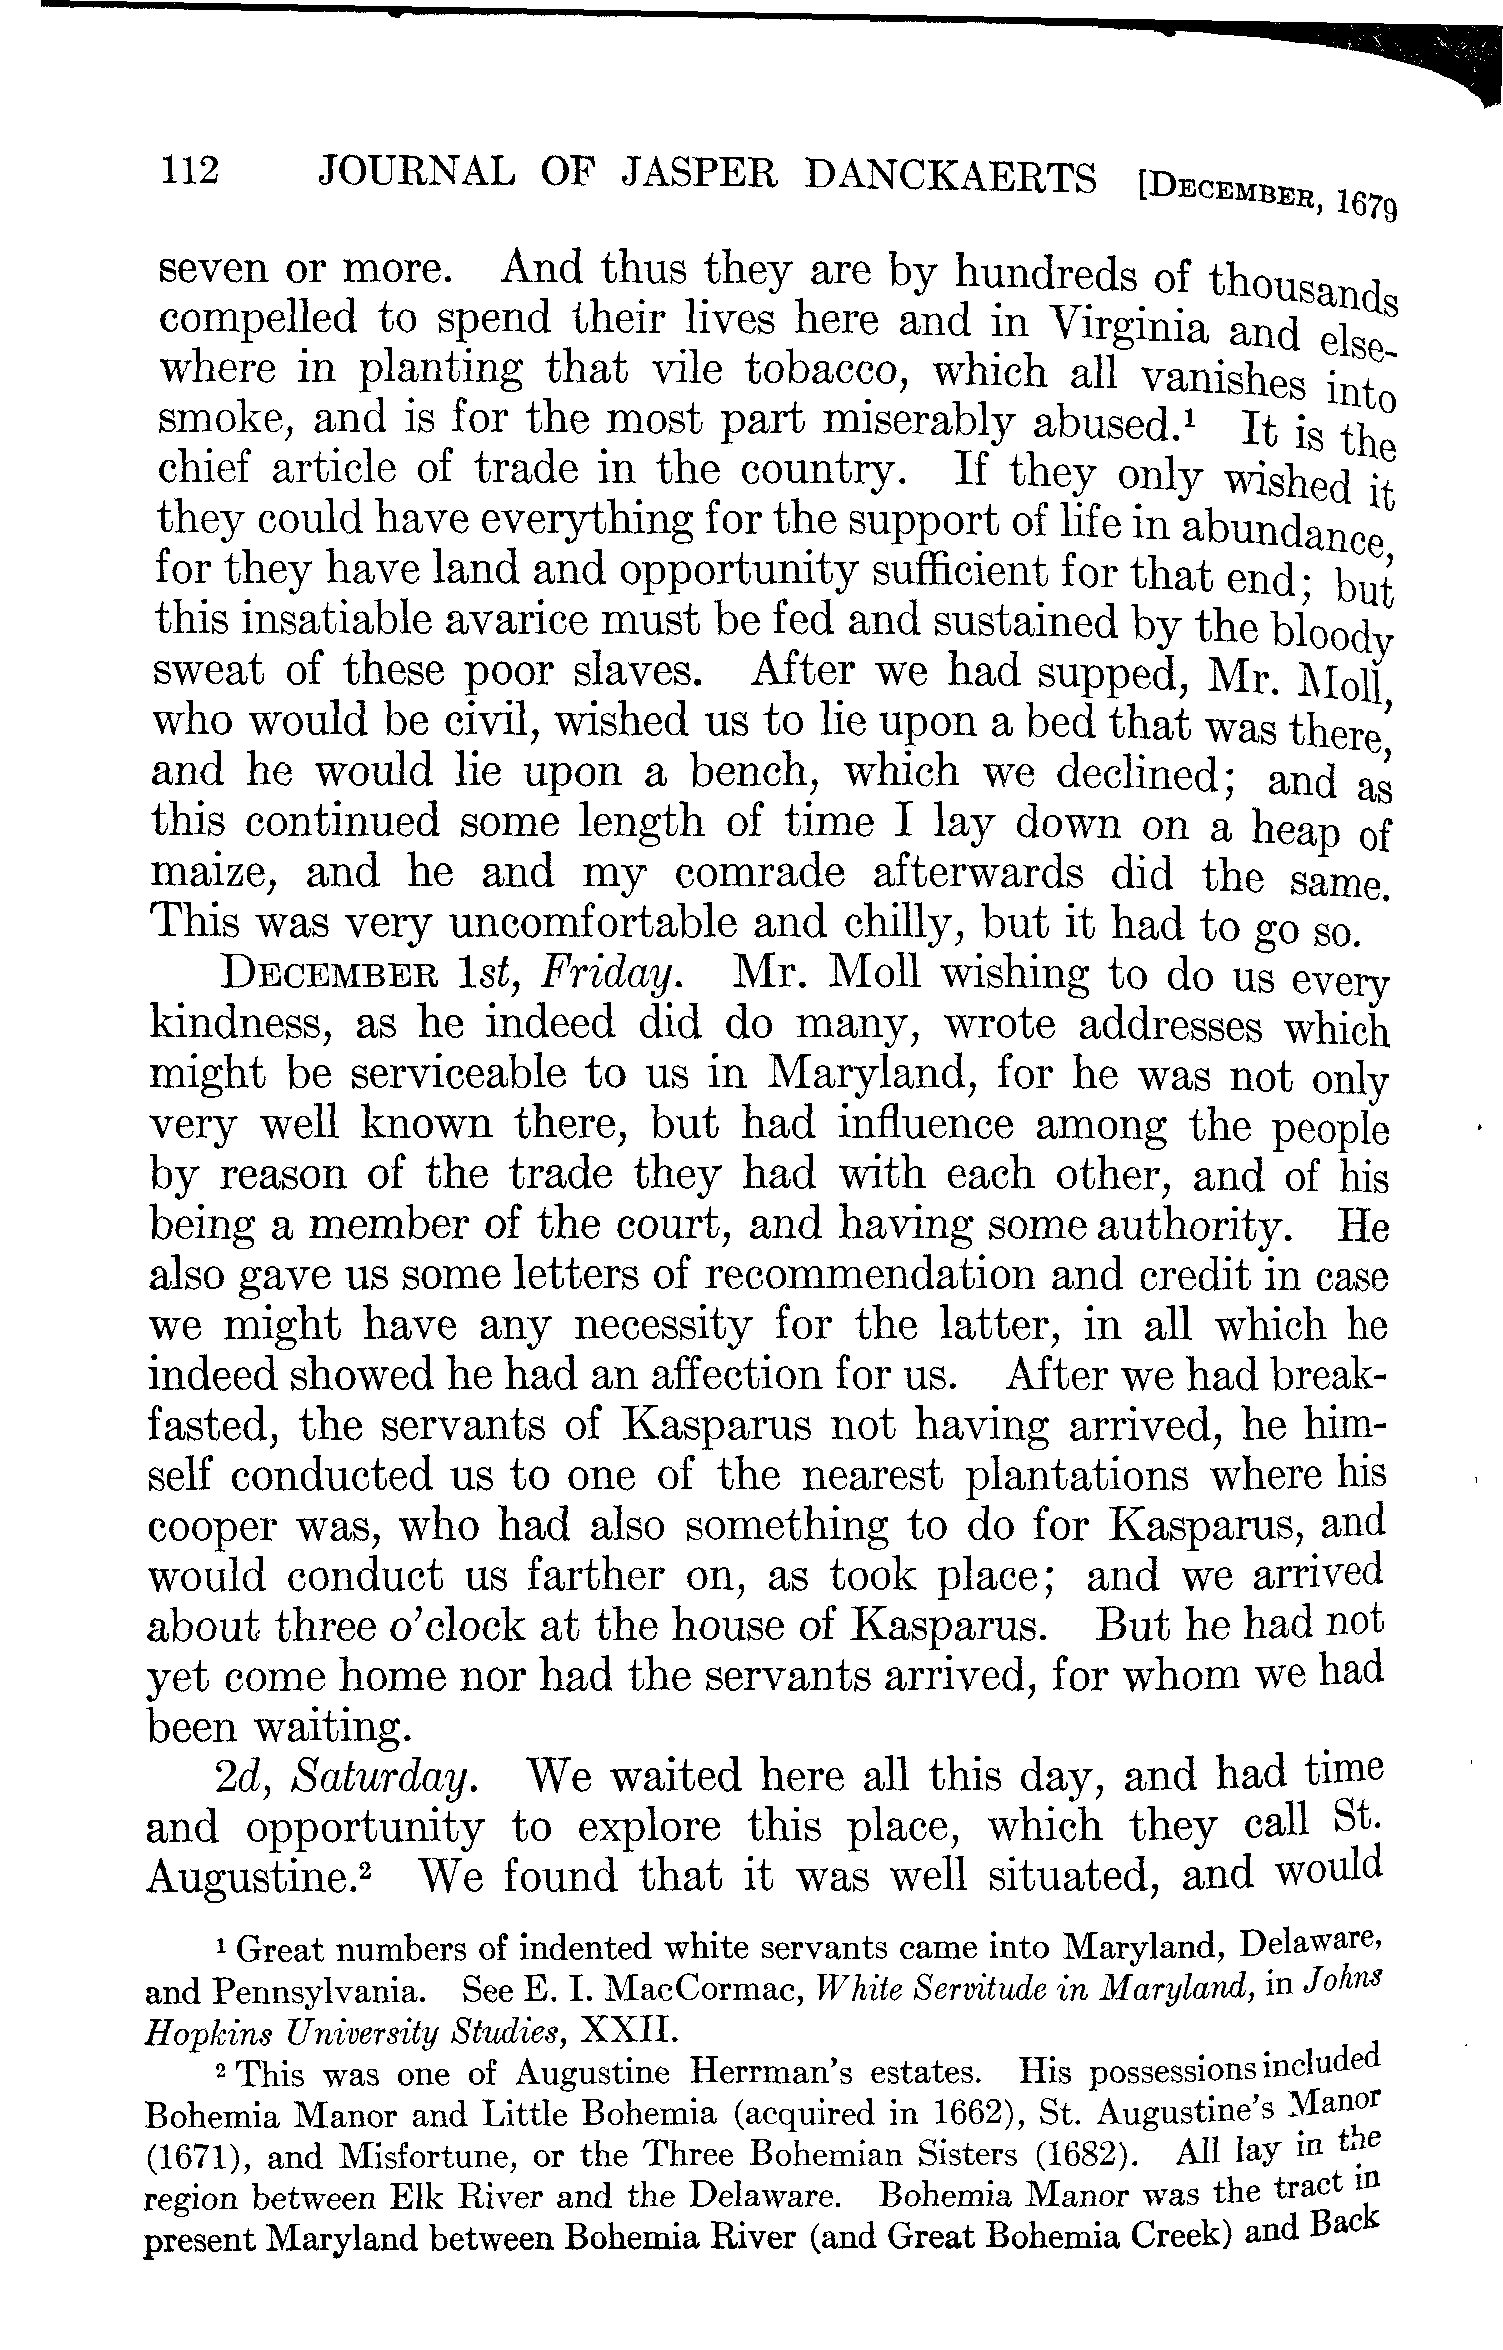 112 JOURNAL OF JASPER DANCKAERTS [DECEMBER, 1679
seven or more. And thus they are by hundreds of thousands
compelled to spend their lives here and in Virginia and else-
where in planting that vile tobacco, which all vanishes into
smoke, and is for the most part miserably abused.¹ It is the
chief article of trade in the country. If they only wished it
they could have everything for the support of life in abundance,
for they have land and opportunity sufficient for that end; but
this insatiable avarice must be fed and sustained by the bloody
sweat of these poor slaves. After we had supped, Mr. Moll,
who would be civil, wished us to lie upon a bed that was there,
and he would lie upon a bench, which we declined; and as
this continued some length of time I lay down on a heap of
maize, and he and my comrade afterwards did the same.
This was very uncomfortable and chilly, but it had to go so.
DECEMBER 1st, Friday. Mr. Moll wishing to do us every
kindness, as he indeed did do many, wrote addresses which
might be serviceable to us in Maryland, for he was not only
very well known there, but had influence among the people
by reason of the trade they had with each other, and of his
being a member of the court, and having some authority. He
also gave us some letters of recommendation and credit in case
we might have any necessity for the latter, in all which he
indeed showed he had an affection for us. After we had break-
fasted, the servants of Kasparus not having arrived, he him-
self conducted us to one of the nearest plantations where his
cooper was, who had also something to do for Kasparus, and
would conduct us farther on, as took place; and we arrived
about three o'clock at the house of Kasparus. But he had not
yet come home nor had the servants arrived, for whom we had
been waiting.
2d, Saturday. We waited here all this day, and had time
and opportunity to explore this place, which they call St.
Augustine.² We found that it was well situated, and would
¹ Great numbers of indented white servants came into Maryland, Delaware,
and Pennsylvania. See E. I. MacCormac, White Servitude in Maryland, in Johns
Hopkins University Studies, XXII.
² This was one of Augustine Herrman's estates. His possessions included
Bohemia Manor and Little Bohemia (acquired in 1662), St. Augustine's Manor
(1671), and Misfortune, or the Three Bohemian Sisters (1682). All lay in the
region between Elk River and the Delaware. Bohemia Manor was the tract in
present Maryland between Bohemia River (and Great Bohemia Creek) and Back